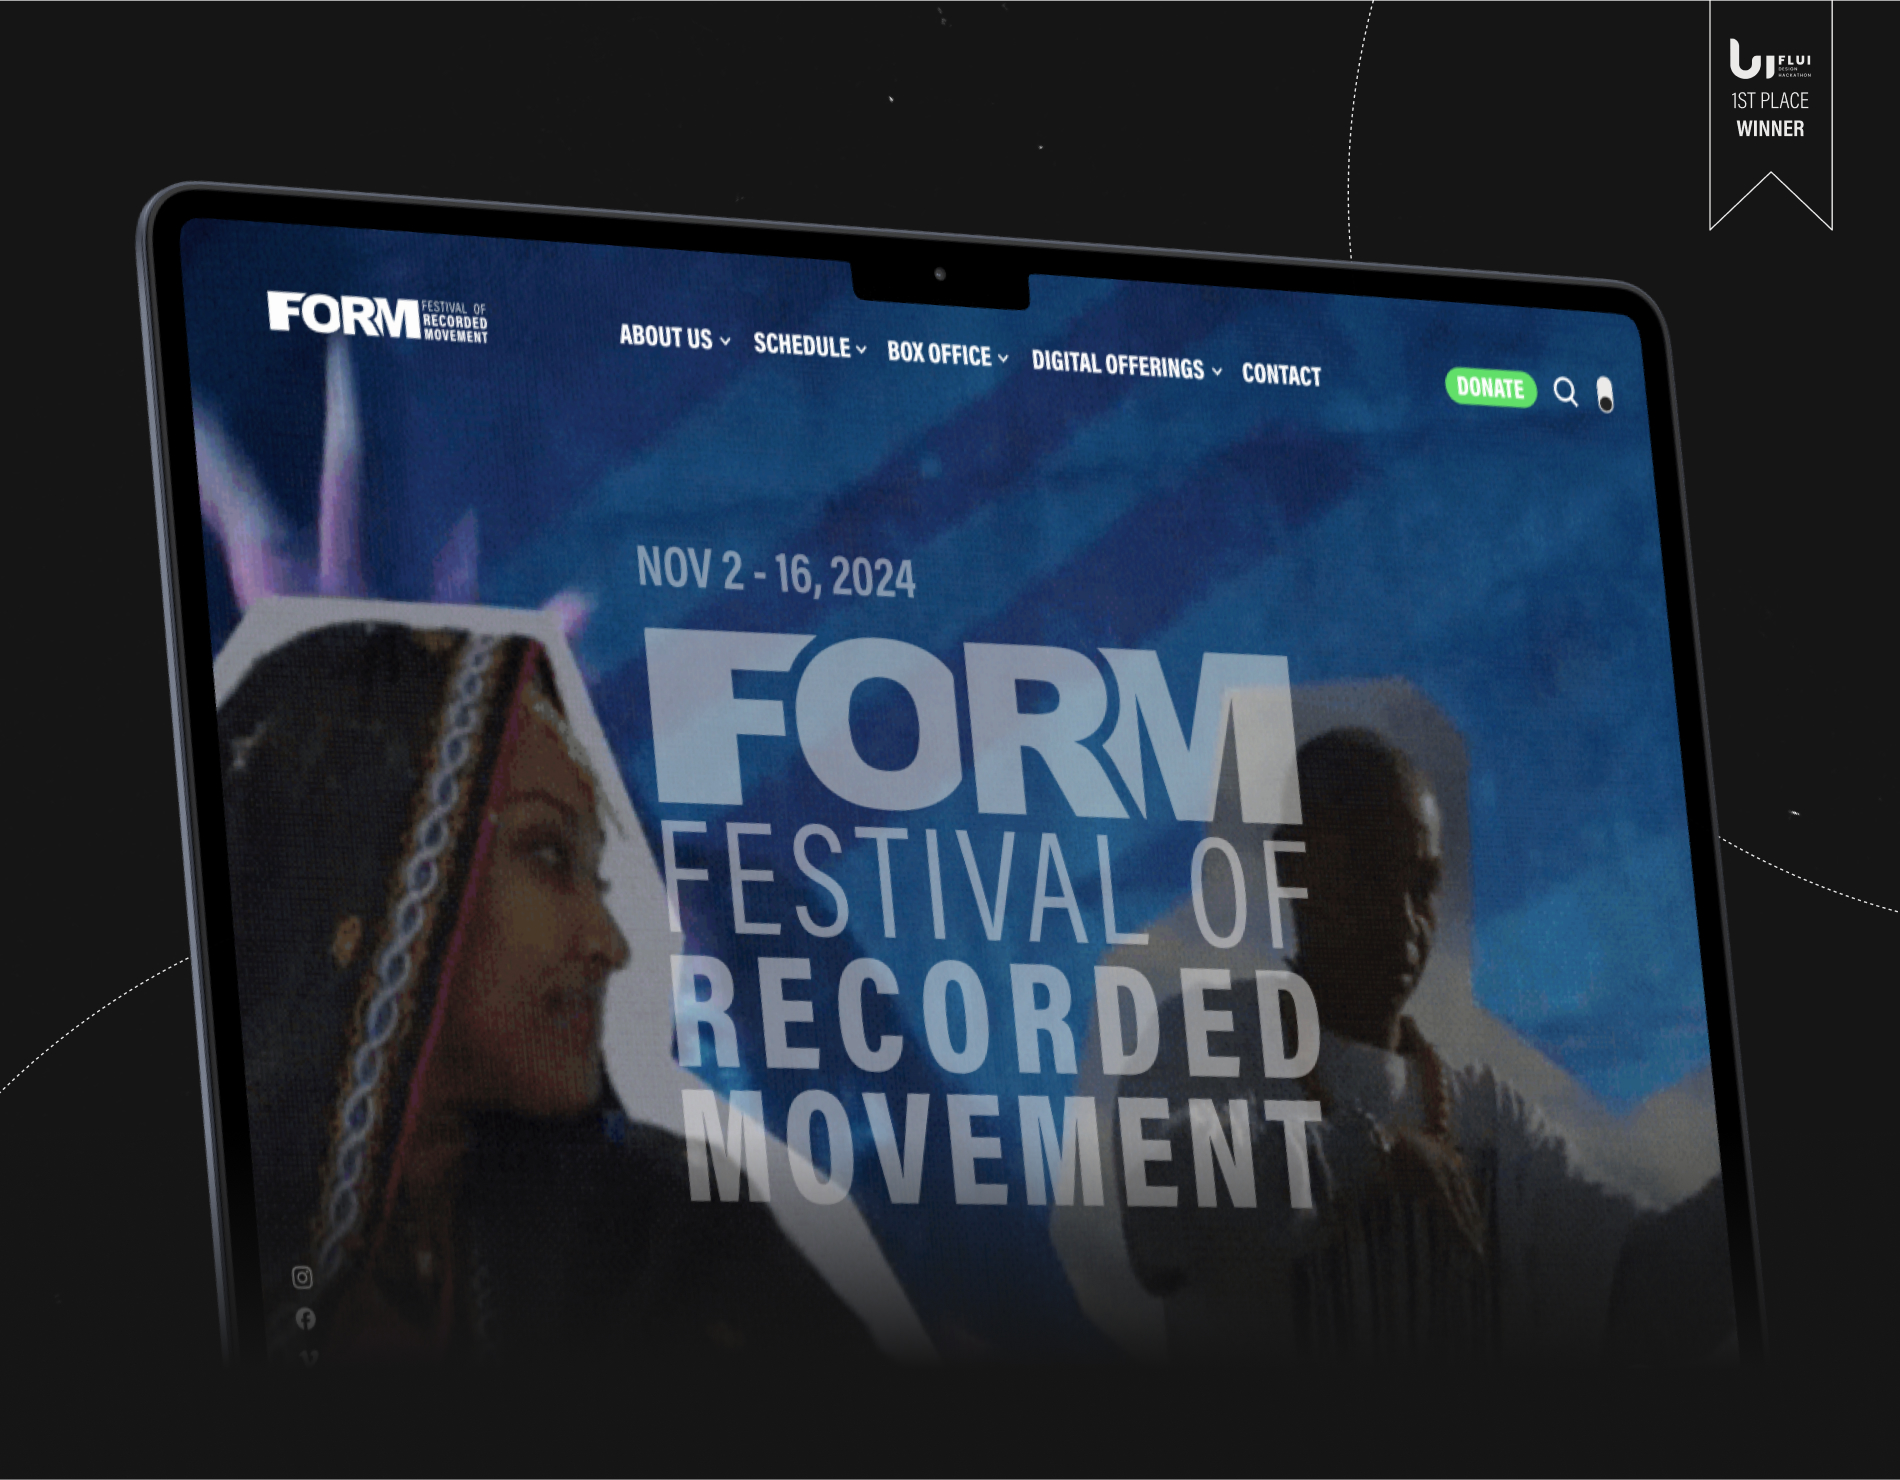 FLUI
DESIGN
HACKATHON
1ST PLACE
WINNER
FORM
FESTIVAL OF
RECORDED
MOVEMENT
ABOUT US
SCHEDULE
BOX OFFICE
DIGITAL OFFERINGS
CONTACT
DONATE
NOV 2 - 16, 2024
FORM
FESTIVAL OF
RECORDED
MOVEMENT